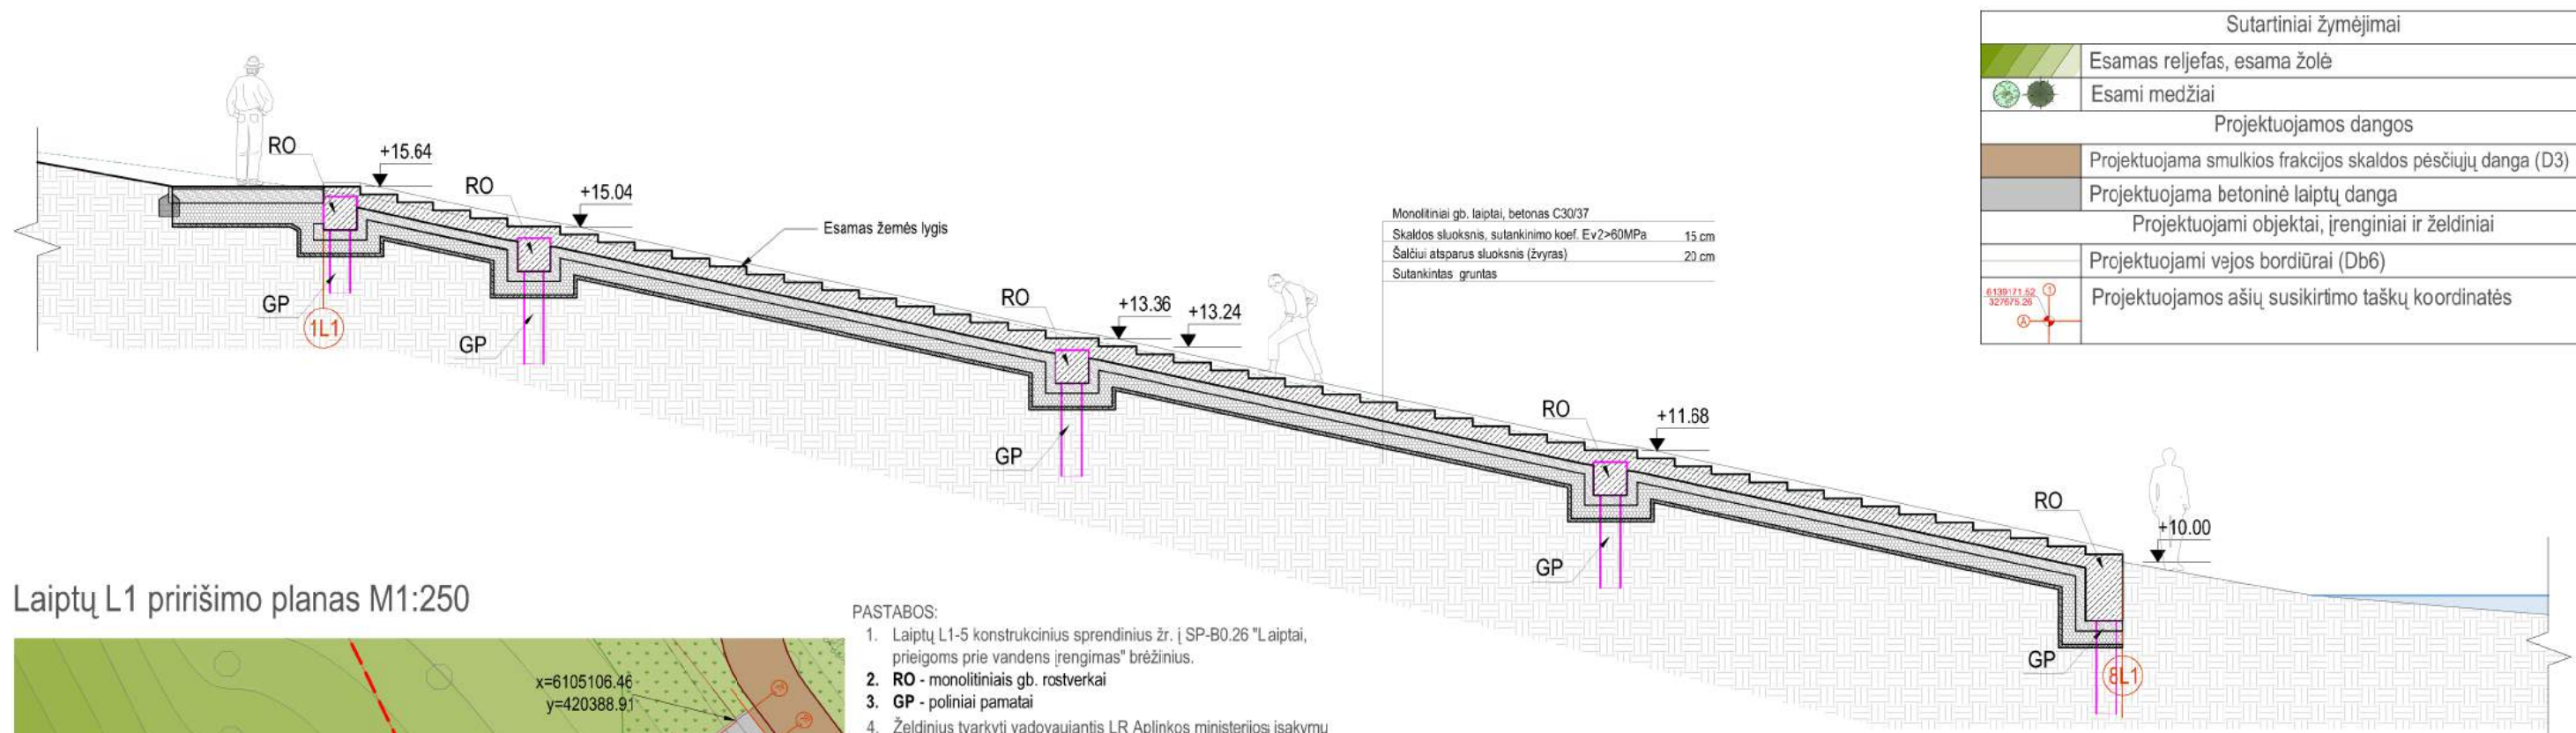 Sutartiniai žymėjimai
Esamas reljefas, esama žolė
Esami medžiai
Projektuojamos dangos
Projektuojama smulkios frakcijos skaldos pėsčiųjų danga (D3)
Projektuojama betoninė laiptų danga
Projektuojami objektai, įrenginiai ir želdiniai
Projektuojami vejos bordiūrai (Db6)
6139171.52
327675.26
1
A
Projektuojamos ašių susikirtimo taškų koordinatės
RO
+15.64
RO
+15.04
Esamas žemės lygis
Monolitiniai gb. laiptai, betonas C30/37
Skaldos sluoksnis, sutankinimo koef. Ev2>60MPa 15 cm
Šalčiui atsparus sluoksnis (žvyras) 20 cm
Sutankintas gruntas
GP
1L1
GP
RO
+13.36
+13.24
GP
RO
+11.68
GP
RO
+10.00
GP
8L1
Laiptų L1 pririšimo planas M1:250
x=6105106.46
y=420388.91
PASTABOS:
1. Laiptų L1-5 konstrukcinius sprendinius žr. į SP-B0.26 "Laiptai,
prieigoms prie vandens įrengimas" brėžinius.
2. RO - monolitiniais gb. rostverkai
3. GP - poliniai pamatai
4. Želdinius tvarkyti vadovaujantis LR Aplinkos ministerijos įsakymu